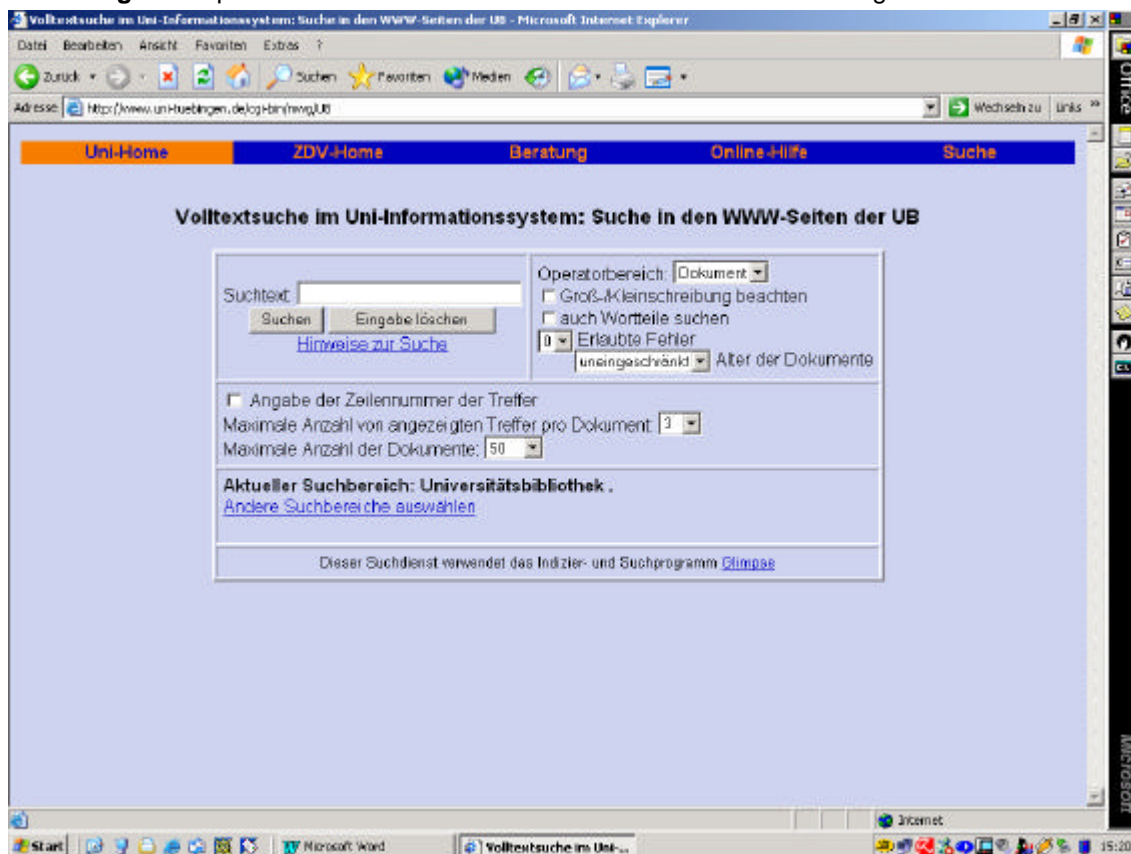 Volltextsuche im Uni-Informationssystem: Suche in den WWW-Seiten der UB - Microsoft Internet Explorer
Datei Bearbeiten Ansicht Favoriten Extras ?
Zurück Suchen Favoriten Medien
Adresse http://www.uni-tuebingen.de/cgi-bin/nwvg/UB Wechseln zu Links »
Uni-Home ZDV-Home Beratung Online-Hilfe Suche
Volltextsuche im Uni-Informationssystem: Suche in den WWW-Seiten der UB
Suchtext:
Suchen Eingabe löschen
Hinweise zur Suche
Operatorbereich: Dokument
Groß-/Kleinschreibung beachten
auch Wortteile suchen
0 Erlaubte Fehler
uneingeschränkt Alter der Dokumente
Angabe der Zeilennummer der Treffer
Maximale Anzahl von angezeigten Treffer pro Dokument: 3
Maximale Anzahl der Dokumente: 50
Aktueller Suchbereich: Universitätsbibliothek .
Andere Suchbereiche auswählen
Dieser Suchdienst verwendet das Indizier- und Suchprogramm Glimpse
Office
Microsoft
Internet
Start Microsoft Word Volltextsuche im Uni-... 15:20